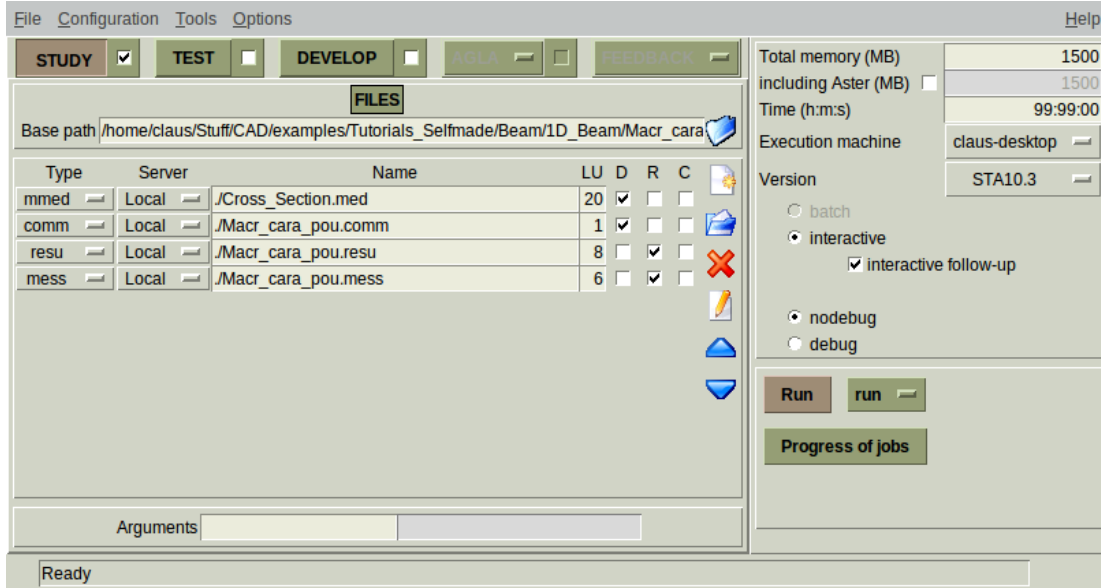 File Configuration Tools Options Help
STUDY TEST DEVELOP AGLA FEEDBACK
FILES
Base path /home/claus/Stuff/CAD/examples/Tutorials_Selfmade/Beam/1D_Beam/Macr_cara
Type Server Name LU D R C
mmed Local ./Cross_Section.med 20
comm Local ./Macr_cara_pou.comm 1
resu Local ./Macr_cara_pou.resu 8
mess Local ./Macr_cara_pou.mess 6
Arguments
Total memory (MB) 1500
including Aster (MB) 1500
Time (h:m:s) 99:99:00
Execution machine claus-desktop
Version STA10.3
batch
interactive
interactive follow-up
nodebug
debug
Run run
Progress of jobs
Ready